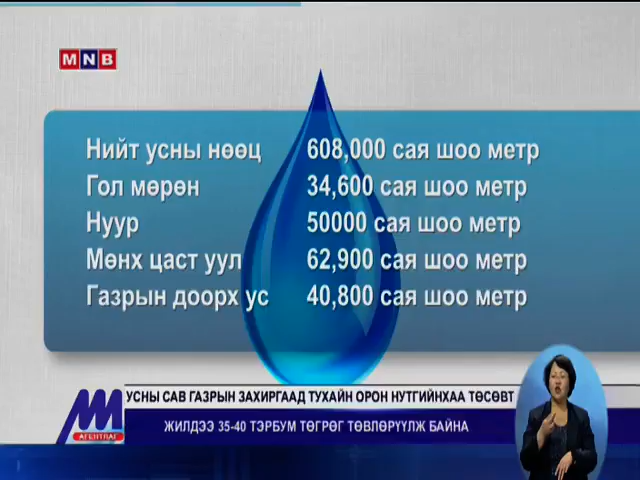 MNB
Нийт усны нөөц 608,000 сая шоо метр
Гол мөрөн 34,600 сая шоо метр
Нуур 50000 сая шоо метр
Мөнх цаст уул 62,900 сая шоо метр
Газрын доорх ус 40,800 сая шоо метр
УСНЫ САВ ГАЗРЫН ЗАХИРГААД ТУХАЙН ОРОН НУТГИЙНХАА ТӨСӨВТ
ЖИЛДЭЭ 35-40 ТЭРБУМ ТӨГРӨГ ТӨВЛӨРҮҮЛЖ БАЙНА
АГЕНТЛАГ